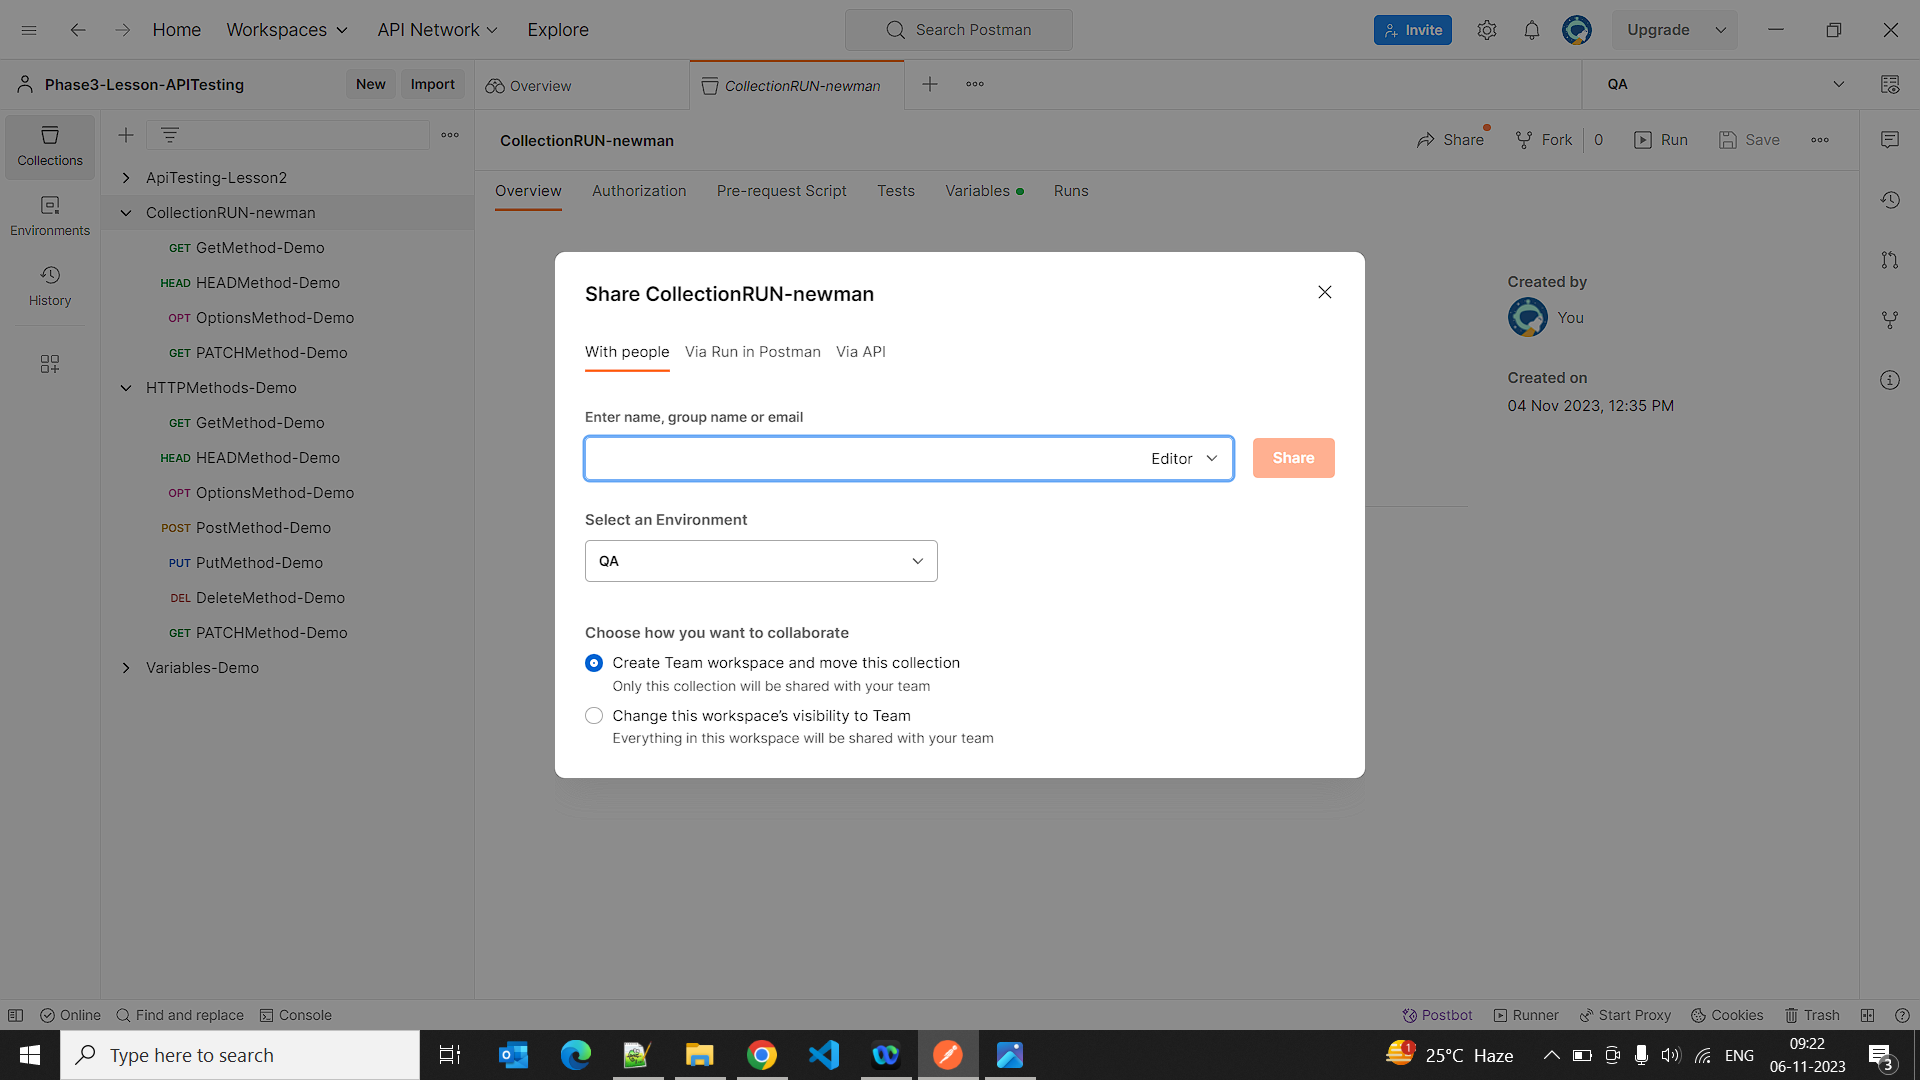 Home
Workspaces
API Network
Explore
Search Postman
Invite
Upgrade
Phase3-Lesson-APITesting
New
Import
Overview
CollectionRUN-newman
QA
Collections
Environments
History
ApiTesting-Lesson2
CollectionRUN-newman
GET GetMethod-Demo
HEAD HEADMethod-Demo
OPT OptionsMethod-Demo
GET PATCHMethod-Demo
HTTPMethods-Demo
GET GetMethod-Demo
HEAD HEADMethod-Demo
OPT OptionsMethod-Demo
POST PostMethod-Demo
PUT PutMethod-Demo
DEL DeleteMethod-Demo
GET PATCHMethod-Demo
Variables-Demo
CollectionRUN-newman
Share
Fork
0
Run
Save
Overview
Authorization
Pre-request Script
Tests
Variables
Runs
Created by
You
Created on
04 Nov 2023, 12:35 PM
Share CollectionRUN-newman
With people
Via Run in Postman
Via API
Enter name, group name or email
Editor
Share
Select an Environment
QA
Choose how you want to collaborate
Create Team workspace and move this collection
Only this collection will be shared with your team
Change this workspace’s visibility to Team
Everything in this workspace will be shared with your team
Online
Find and replace
Console
Postbot
Runner
Start Proxy
Cookies
Trash
Type here to search
1
25°C Haze
ENG
09:22
06-11-2023
3